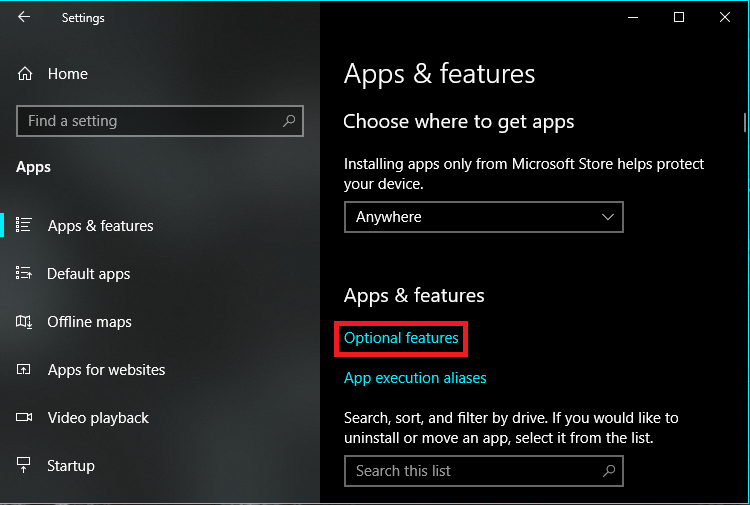 Settings
Home
Find a setting
Apps
Apps & features
Default apps
Offline maps
Apps for websites
Video playback
Startup
Apps & features
Choose where to get apps
Installing apps only from Microsoft Store helps protect
your device.
Anywhere
Apps & features
Optional features
App execution aliases
Search, sort, and filter by drive. If you would like to
uninstall or move an app, select it from the list.
Search this list